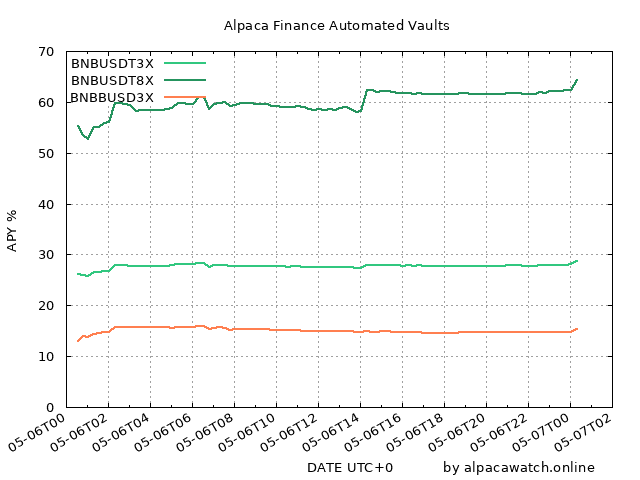 Alpaca Finance Automated Vaults
BNBUSDT3X
BNBUSDT8X
BNBBUSD3X
APY %
70
60
50
40
30
20
10
0
05-06T00
05-06T02
05-06T04
05-06T06
05-06T08
05-06T10
05-06T12
05-06T14
05-06T16
05-06T18
05-06T20
05-06T22
05-07T00
05-07T02
DATE UTC+0
by alpacawatch.online